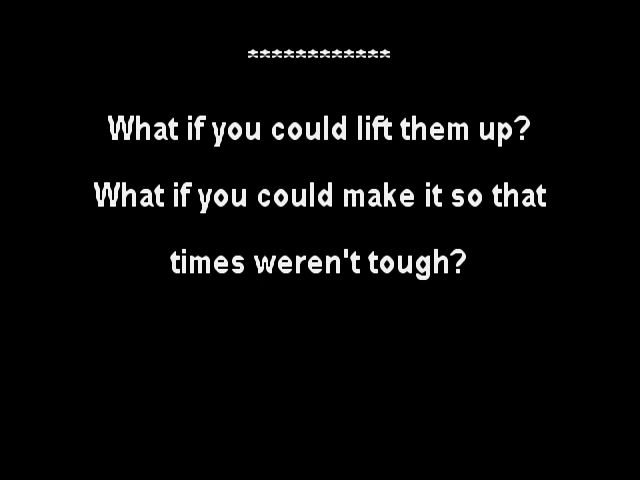 ************
What if you could lift them up?
What if you could make it so that
times weren't tough?